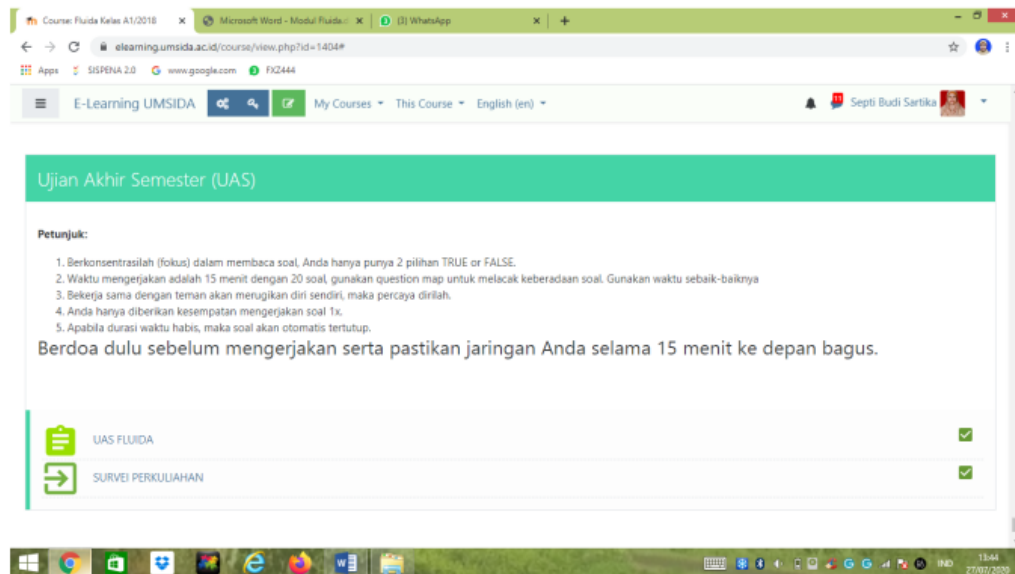 Course: Fluida Kelas A1/2018
Microsoft Word - Modul Fluida
(3) WhatsApp
elearning.umsida.ac.id/course/view.php?id=1404#
Apps SISPENA 2.0 www.google.com FXZ444
E-Learning UMSIDA My Courses This Course English (en) Septi Budi Sartika
Ujian Akhir Semester (UAS)
Petunjuk:
1. Berkonsentrasilah (fokus) dalam membaca soal, Anda hanya punya 2 pilihan TRUE or FALSE.
2. Waktu mengerjakan adalah 15 menit dengan 20 soal, gunakan question map untuk melacak keberadaan soal. Gunakan waktu sebaik-baiknya
3. Bekerja sama dengan teman akan merugikan diri sendiri, maka percaya dirilah.
4. Anda hanya diberikan kesempatan mengerjakan soal 1x.
5. Apabila durasi waktu habis, maka soal akan otomatis tertutup.
Berdoa dulu sebelum mengerjakan serta pastikan jaringan Anda selama 15 menit ke depan bagus.
UAS FLUIDA
SURVEI PERKULIAHAN
IND
13:44
27/07/2020